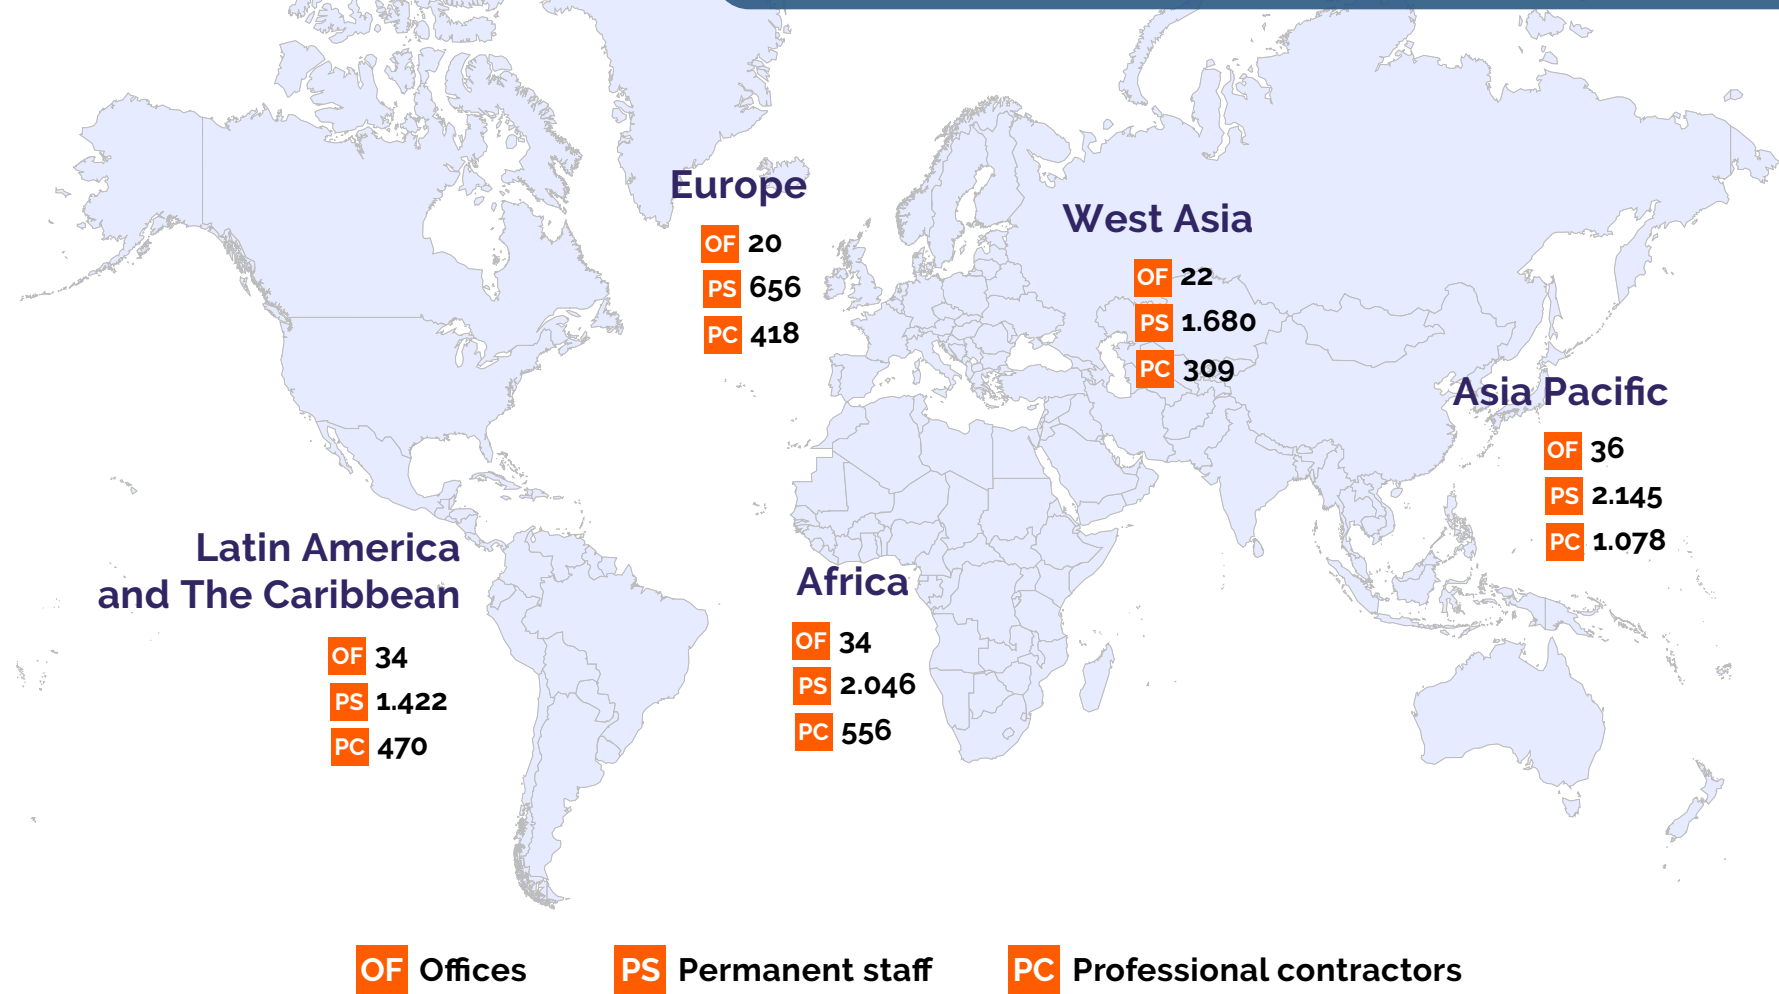 Europe
OF 20
PS 656
PC 418
West Asia
OF 22
PS 1.680
PC 309
Asia Pacific
OF 36
PS 2.145
PC 1.078
Latin America
and The Caribbean
OF 34
PS 1.422
PC 470
Africa
OF 34
PS 2.046
PC 556
OF Offices
PS Permanent staff
PC Professional contractors